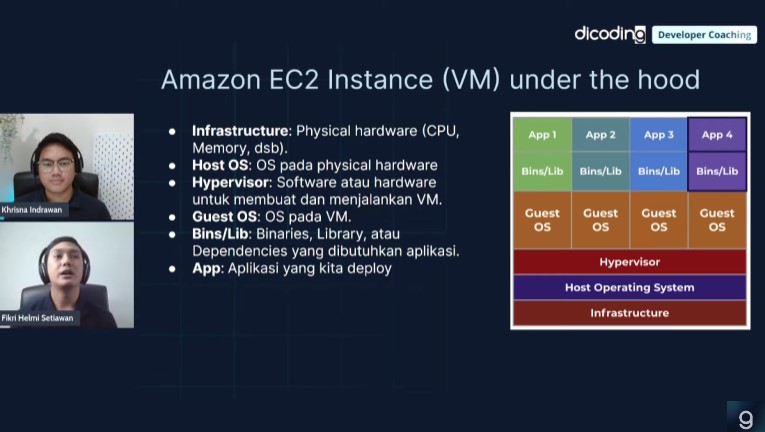 dicoding Developer Coaching
Amazon EC2 Instance (VM) under the hood
Khrisna Indrawan
Fikri Helmi Setiawan
Infrastructure: Physical hardware (CPU,
Memory, dsb).
Host OS: OS pada physical hardware
Hypervisor: Software atau hardware
untuk membuat dan menjalankan VM.
Guest OS: OS pada VM.
Bins/Lib: Binaries, Library, atau
Dependencies yang dibutuhkan aplikasi.
App: Aplikasi yang kita deploy
App 1 App 2 App 3 App 4
Bins/Lib Bins/Lib Bins/Lib Bins/Lib
Guest Guest Guest Guest
OS OS OS OS
Hypervisor
Host Operating System
Infrastructure
g